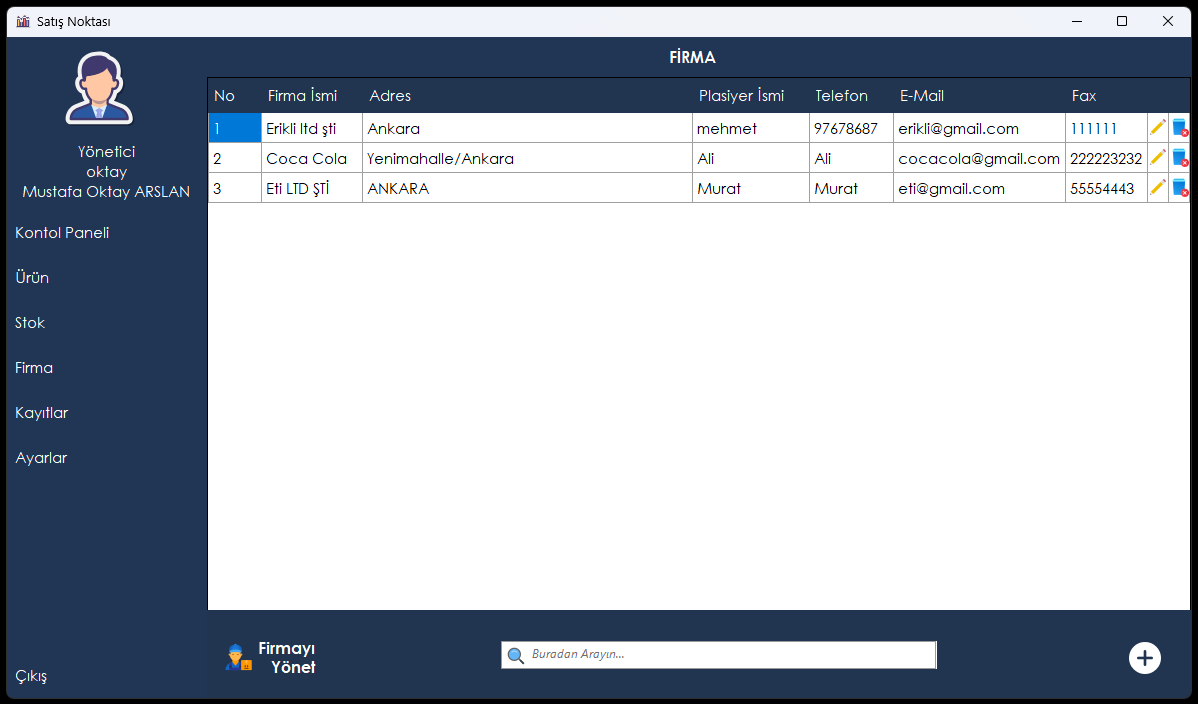 Satış Noktası
Yönetici
oktay
Mustafa Oktay ARSLAN
Kontol Paneli
Ürün
Stok
Firma
Kayıtlar
Ayarlar
Çıkış
FİRMA
No Firma İsmi Adres Plasiyer İsmi Telefon E-Mail Fax
1 Erikli ltd şti Ankara mehmet 97678687 erikli@gmail.com 111111
2 Coca Cola Yenimahalle/Ankara Ali Ali cocacola@gmail.com 222223232
3 Eti LTD ŞTİ ANKARA Murat Murat eti@gmail.com 55554443
Firmayı
Yönet
Buradan Arayın...